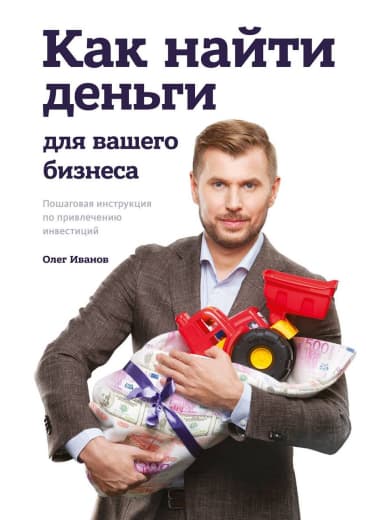 Как найти
деньги
для вашего
бизнеса
Пошаговая инструкция
по привлечению
инвестиций
Олег Иванов